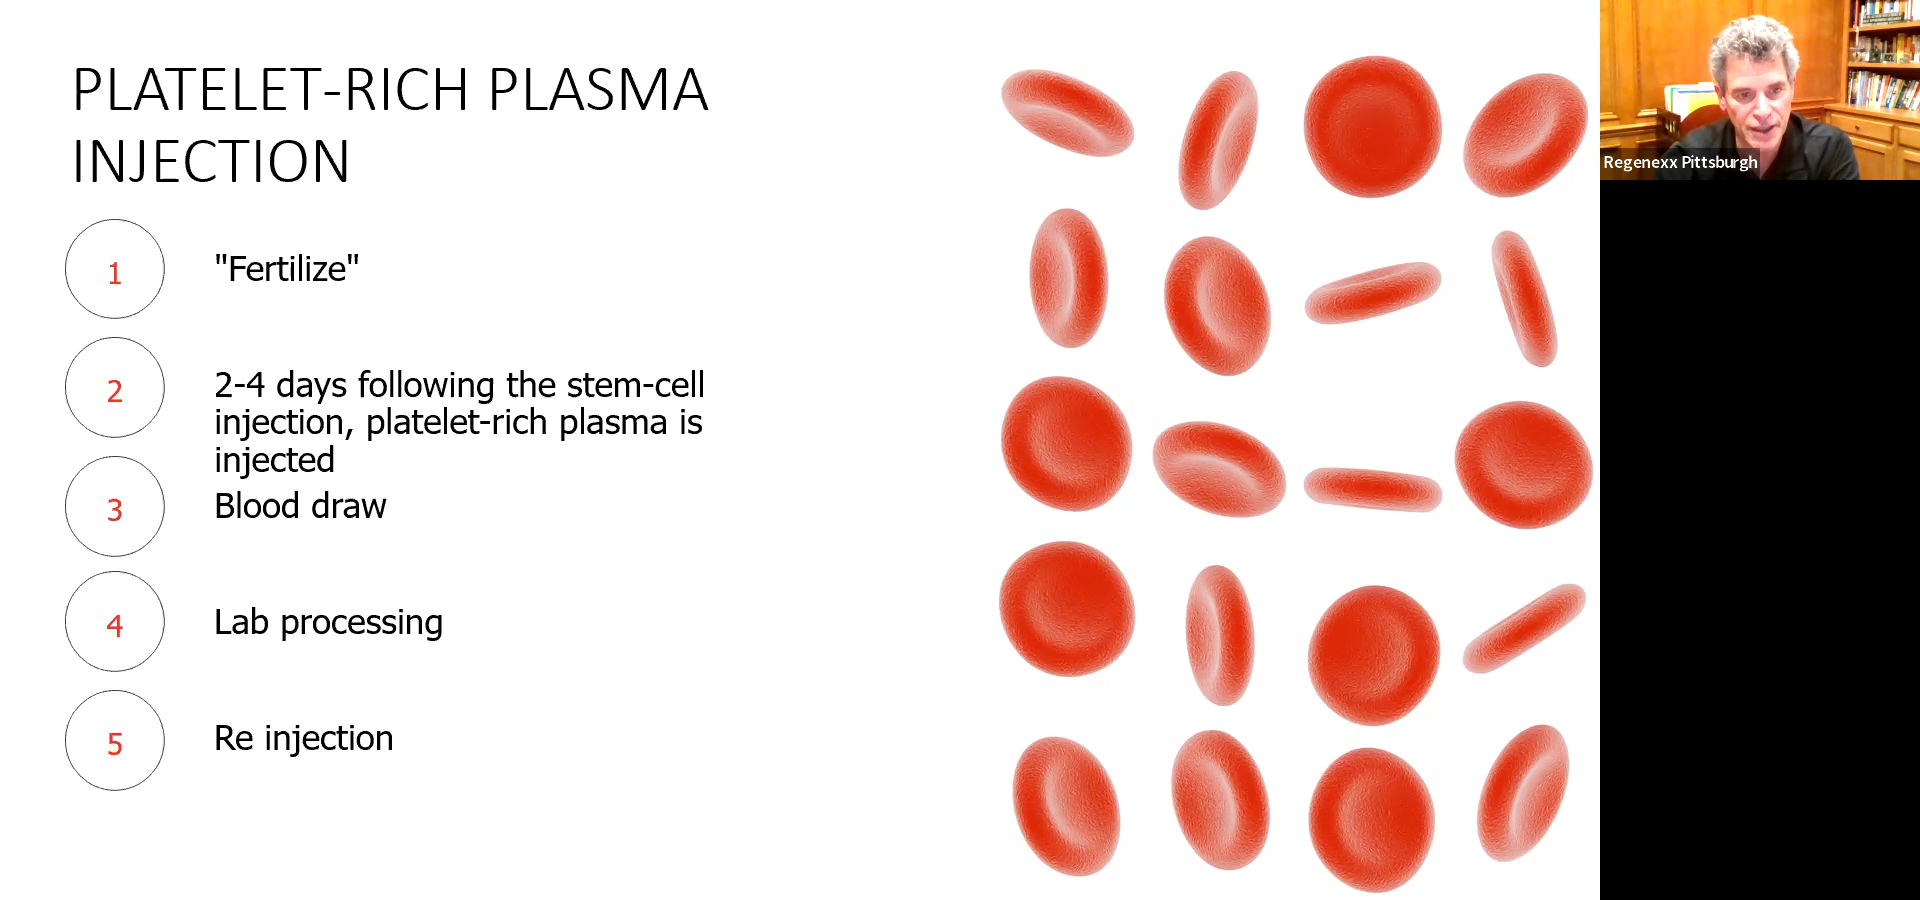 PLATELET-RICH PLASMA
INJECTION
1
"Fertilize"
2
2-4 days following the stem-cell
injection, platelet-rich plasma is
injected
3
Blood draw
4
Lab processing
5
Re injection
Regenexx Pittsburgh